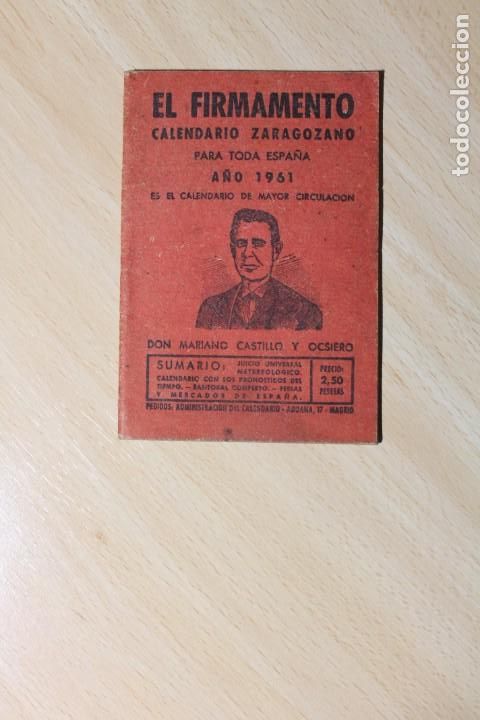 EL FIRMAMENTO
CALENDARIO ZARAGOZANO
PARA TODA ESPAÑA
AÑO 1961
ES EL CALENDARIO DE MAYOR CIRCULACION
DON MARIANO CASTILLO Y OCSIERO
SUMARIO: JUICIO UNIVERSAL
METEREOLOGICO.
CALENDARIO CON LOS PRONOSTICOS DEL
TIEMPO. - SANTORAL COMPLETO. - FERIAS
Y MERCADOS DE ESPAÑA.
PRECIO:
2,50
PESETAS
PEDIDOS: ADMINISTRACION DEL CALENDARIO - ADUANA, 17 - MADRID
todocoleccion